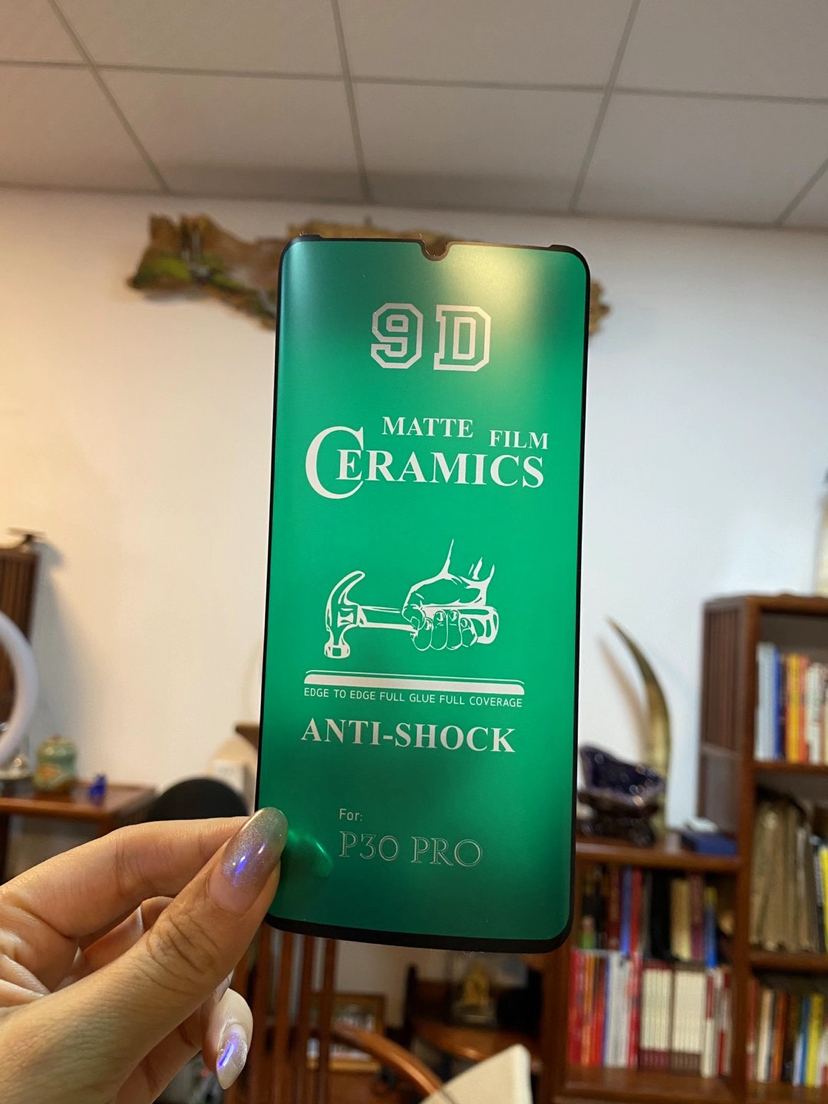 9D
MATTE FILM
CERAMICS
EDGE TO EDGE FULL GLUE FULL COVERAGE
ANTI-SHOCK
For:
P30 PRO